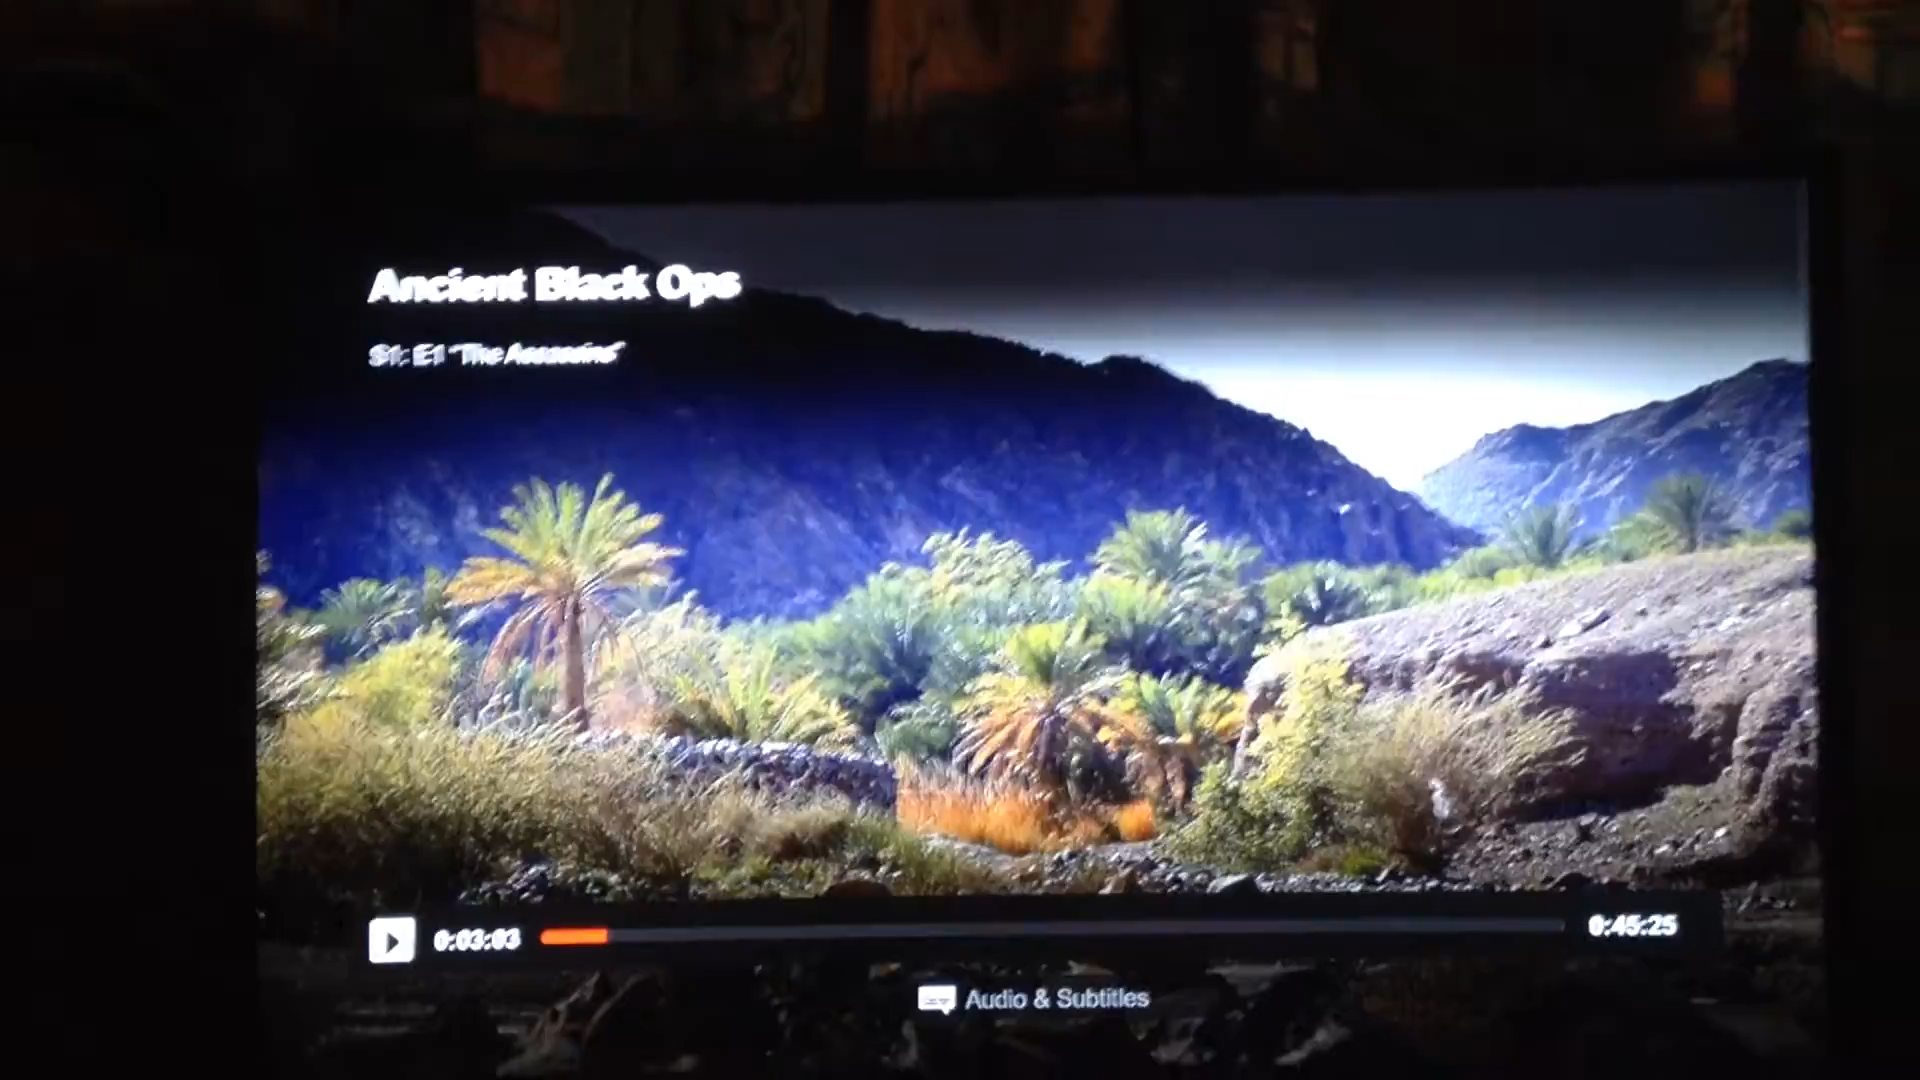 Ancient Black Ops
S1: E1 "The Assassins"
0:03:03
0:45:25
Audio & Subtitles